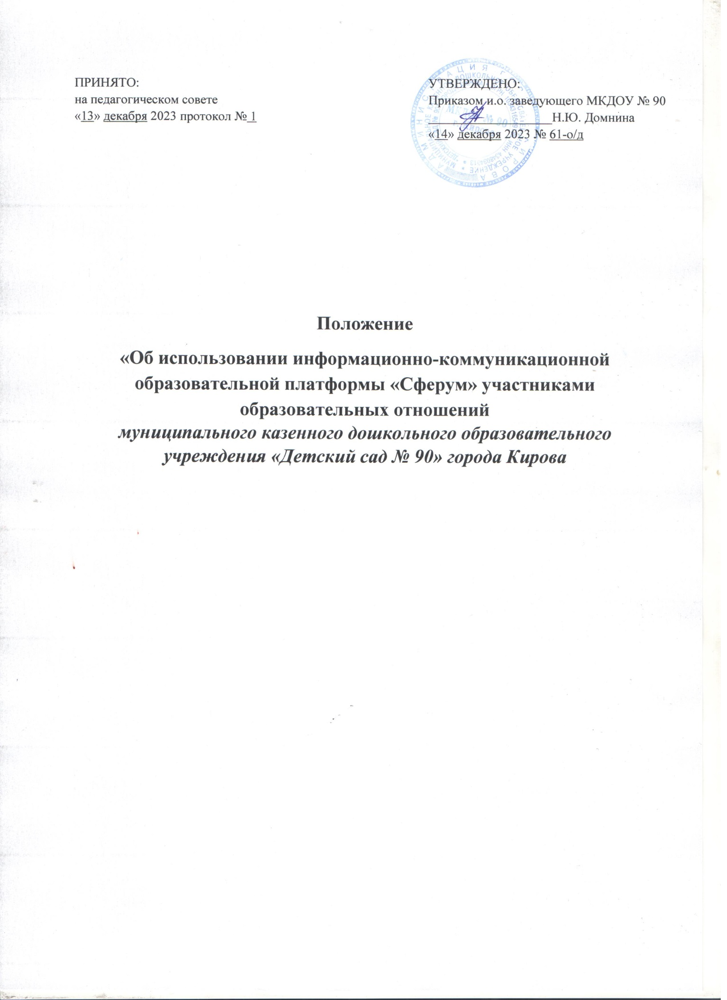 ПРИНЯТО:
на педагогическом совете
«13» декабря 2023 протокол № 1
УТВЕРЖДЕНО:
Приказом и.о. заведующего МКДОУ № 90
____________________Н.Ю. Домнина
«14» декабря 2023 № 61-о/д
Положение
«Об использовании информационно-коммуникационной
образовательной платформы «Сферум» участниками
образовательных отношений
муниципального казенного дошкольного образовательного
учреждения «Детский сад № 90» города Кирова